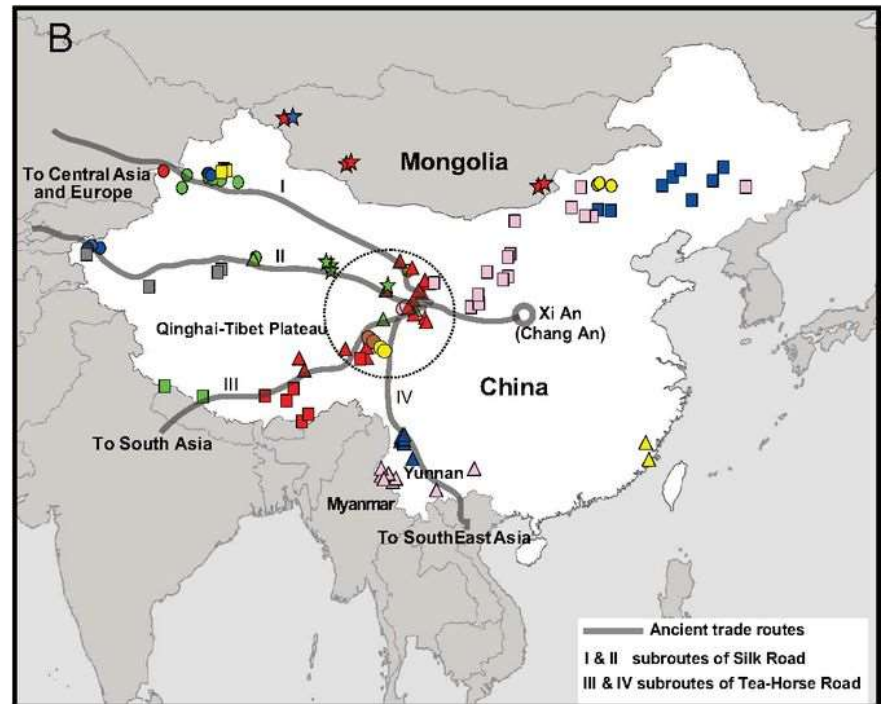 B
Mongolia
To Central Asia
and Europe
I
II
Qinghai-Tibet Plateau
Xi An
(Chang An)
China
III
IV
To South Asia
Yunnan
Myanmar
To SouthEast Asia
Ancient trade routes
I & II subroutes of Silk Road
III & IV subroutes of Tea-Horse Road